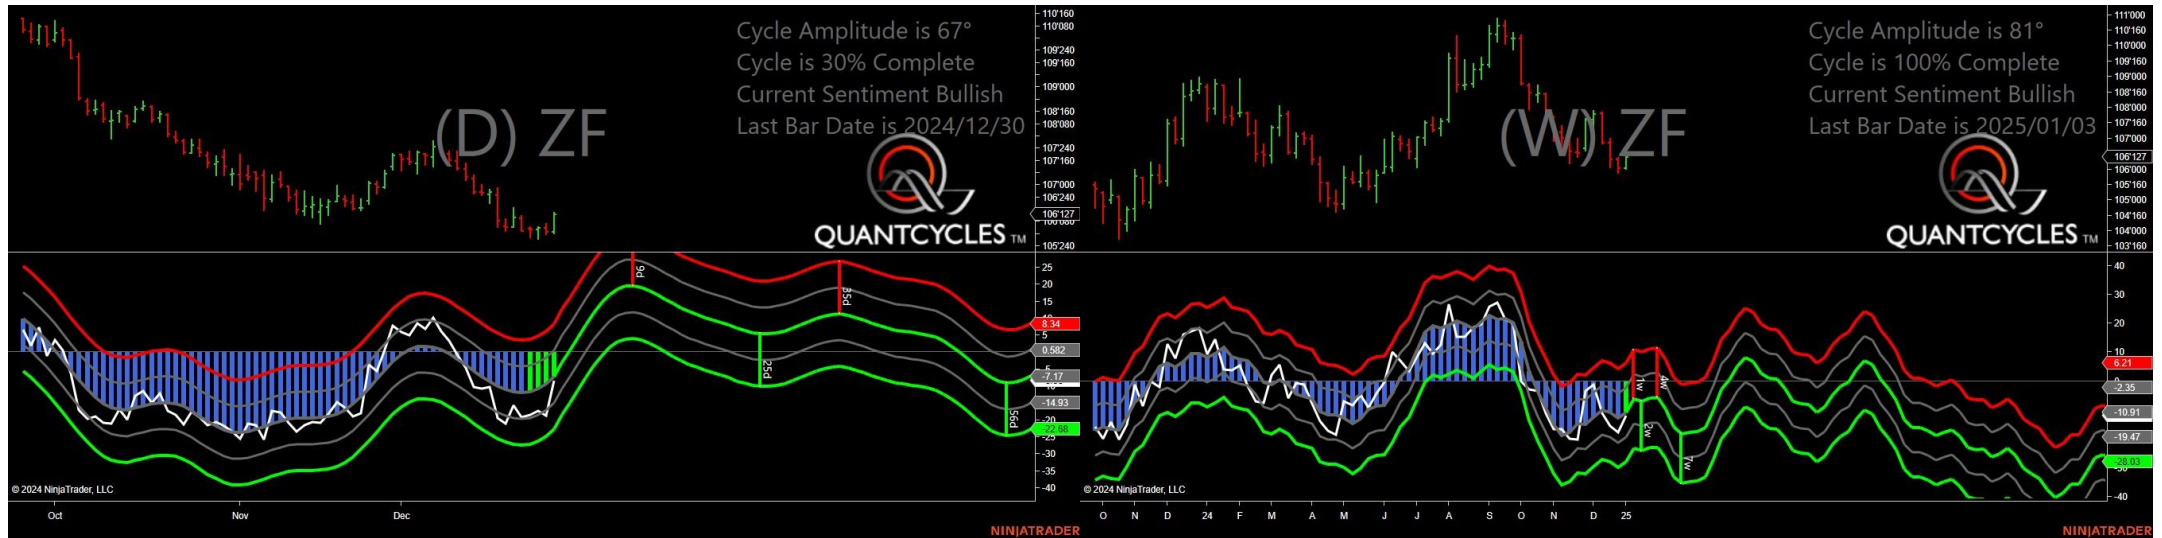 Cycle Amplitude is 67°
Cycle is 30% Complete
Current Sentiment Bullish
Last Bar Date is 2024/12/30
(D) ZF
QUANTCYCLES TM
110'160
110'080
109'240
109'160
109'000
108'160
108'080
107'240
107'160
107'000
106'240
106'127
105'240
9d
25d
35d
56d
25
20
15
8.34
5
0.582
-7.17
-14.93
-20
-22.68
-25
-30
-35
-40
© 2024 NinjaTrader, LLC
Oct
Nov
Dec
NINJATRADER
Cycle Amplitude is 81°
Cycle is 100% Complete
Current Sentiment Bullish
Last Bar Date is 2025/01/03
(W) ZF
QUANTCYCLES TM
111'000
110'160
110'000
109'160
109'000
108'160
108'000
107'160
107'000
106'127
106'000
105'160
105'000
104'160
104'000
103'160
1w
2w
4w
7w
40
30
20
10
6.21
-2.35
-10.91
-19.47
-28.03
-40
© 2024 NinjaTrader, LLC
O
N
D
24
F
M
A
M
J
J
A
S
O
N
D
25
NINJATRADER